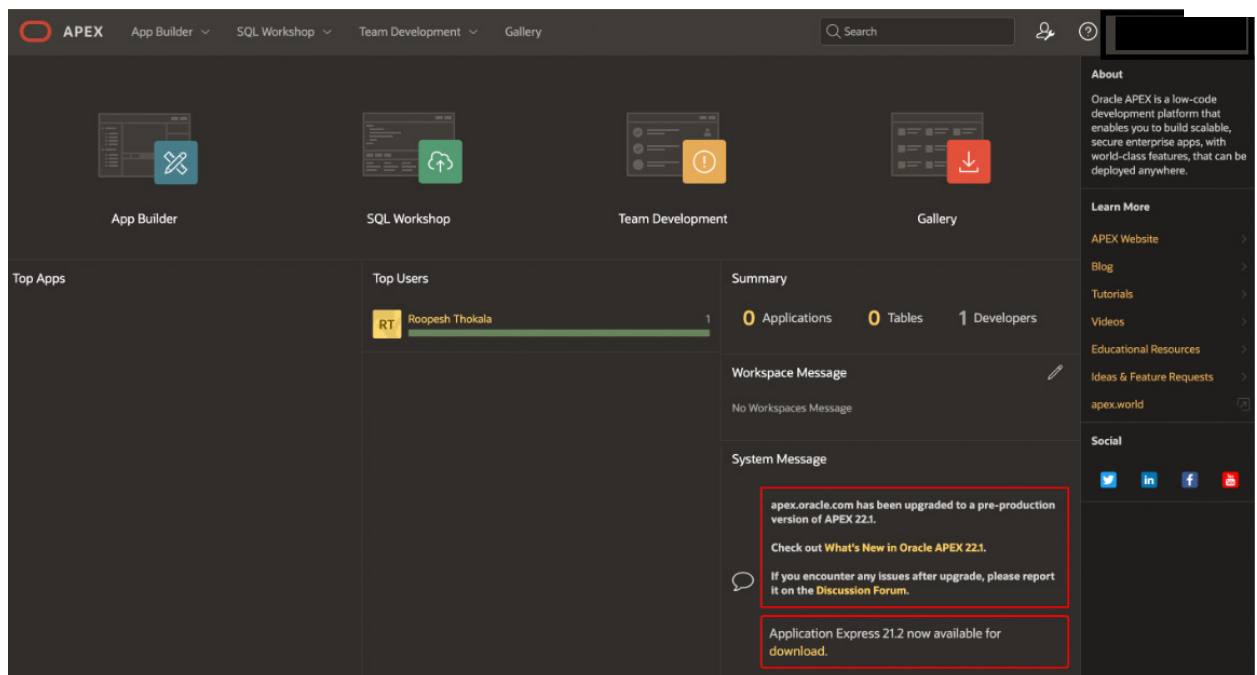 APEX
App Builder
SQL Workshop
Team Development
Gallery
Search
App Builder
SQL Workshop
Team Development
Gallery
Top Apps
Top Users
RT
Roopesh Thokala
1
Summary
0 Applications
0 Tables
1 Developers
Workspace Message
No Workspaces Message
System Message
apex.oracle.com has been upgraded to a pre-production
version of APEX 22.1.
Check out What's New in Oracle APEX 22.1.
If you encounter any issues after upgrade, please report
it on the Discussion Forum.
Application Express 21.2 now available for
download.
About
Oracle APEX is a low-code
development platform that
enables you to build scalable,
secure enterprise apps, with
world-class features, that can be
deployed anywhere.
Learn More
APEX Website
Blog
Tutorials
Videos
Educational Resources
Ideas & Feature Requests
apex.world
Social